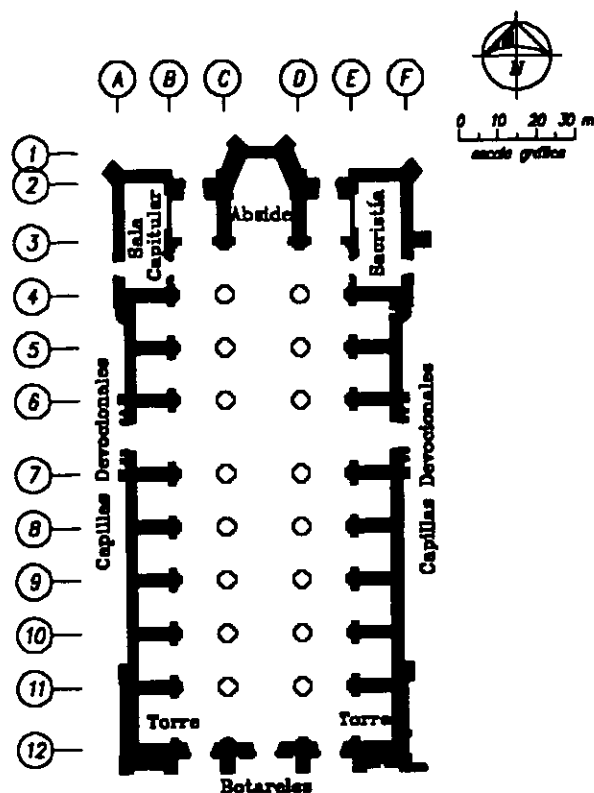 N
0 10 20 30 m
escala gráfica
A B C D E F
1
2
3
4
5
6
7
8
9
10
11
12
Abside
Sala
Capitular
Sacristía
Capillas Devocionales
Capillas Devocionales
Torre
Torre
Botareles